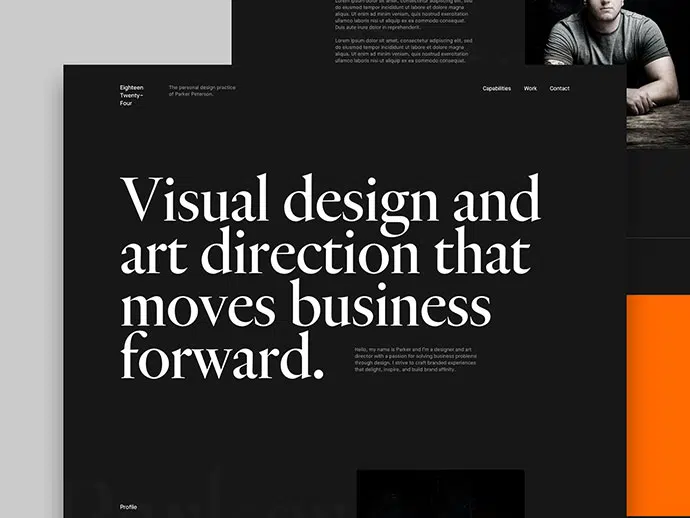 Lorem ipsum dolor sit amet, consectetur adipiscing elit, sed do
eiusmod tempor incididunt ut labore et dolore magna
aliqua. Ut enim ad minim veniam, quis nostrud exercitation
ullamco laboris nisi ut aliquip ex ea commodo consequat.
Duis aute irure dolor in reprehenderit.
Lorem ipsum dolor sit amet, consectetur adipiscing elit, sed
do eiusmod tempor incididunt ut labore et dolore magna
aliqua. Ut enim ad minim veniam, quis nostrud exercitation
ullamco laboris nisi ut aliquip ex ea commodo consequat.
Eighteen
Twenty–
Four
The personal design practice
of Parker Peterson.
Capabilities
Work
Contact
Visual design and
art direction that
moves business
forward.
Hello, my name is Parker and I'm a designer and art
director with a passion for solving business problems
through design. I strive to craft branded experiences
that delight, inspire, and build brand affinity.
Profile